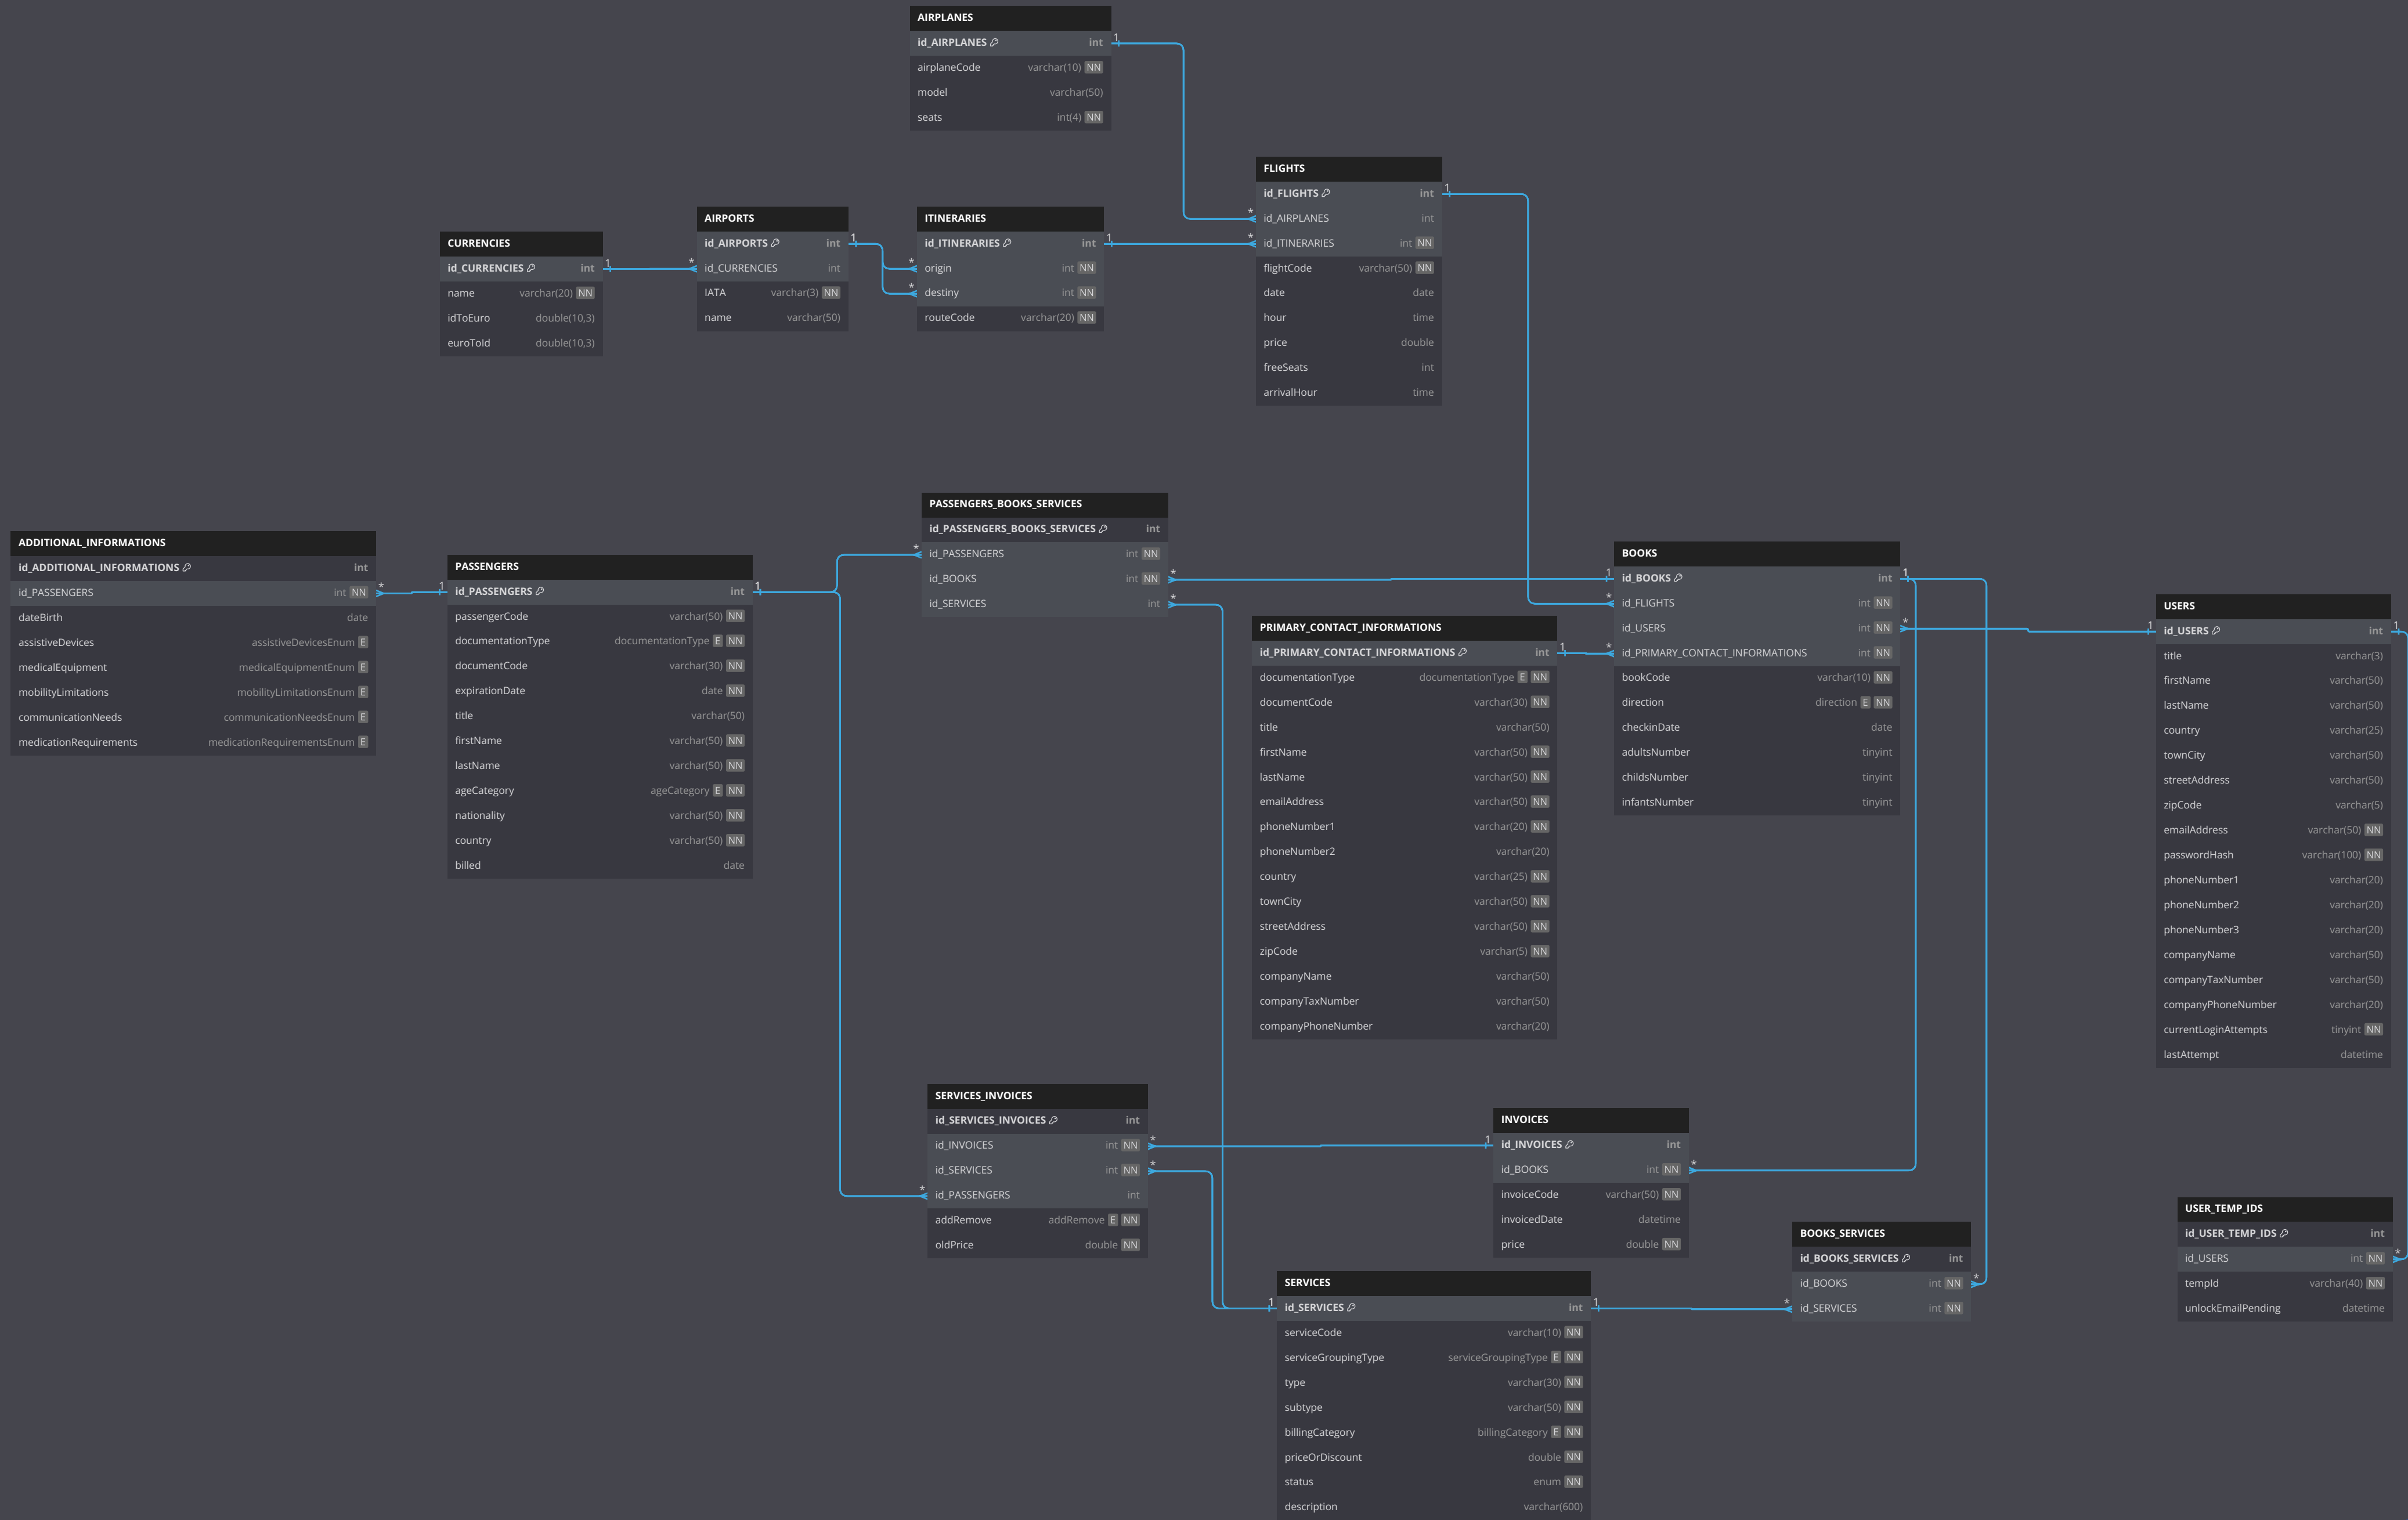 AIRPLANES
id_AIRPLANES int
airplaneCode varchar(10) NN
model varchar(50)
seats int(4) NN
1
FLIGHTS
id_FLIGHTS int
id_AIRPLANES int
id_ITINERARIES int NN
flightCode varchar(50) NN
date date
hour time
price double
freeSeats int
arrivalHour time
1
*
*
AIRPORTS
id_AIRPORTS int
id_CURRENCIES int
IATA varchar(3) NN
name varchar(50)
1
*
ITINERARIES
id_ITINERARIES int
origin int NN
destiny int NN
routeCode varchar(20) NN
1
*
*
CURRENCIES
id_CURRENCIES int
name varchar(20) NN
idToEuro double(10,3)
euroToId double(10,3)
1
PASSENGERS_BOOKS_SERVICES
id_PASSENGERS_BOOKS_SERVICES int
id_PASSENGERS int NN
id_BOOKS int NN
id_SERVICES int
*
*
*
ADDITIONAL_INFORMATIONS
id_ADDITIONAL_INFORMATIONS int
id_PASSENGERS int NN
dateBirth date
assistiveDevices assistiveDevicesEnum E
medicalEquipment medicalEquipmentEnum E
mobilityLimitations mobilityLimitationsEnum E
communicationNeeds communicationNeedsEnum E
medicationRequirements medicationRequirementsEnum E
*
PASSENGERS
id_PASSENGERS int
passengerCode varchar(50) NN
documentationType documentationType E NN
documentCode varchar(30) NN
expirationDate date NN
title varchar(50)
firstName varchar(50) NN
lastName varchar(50) NN
ageCategory ageCategory E NN
nationality varchar(50) NN
country varchar(50) NN
billed date
1
1
BOOKS
id_BOOKS int
id_FLIGHTS int NN
id_USERS int NN
id_PRIMARY_CONTACT_INFORMATIONS int NN
bookCode varchar(10) NN
direction direction E NN
checkinDate date
adultsNumber tinyint
childsNumber tinyint
infantsNumber tinyint
1
1
*
*
*
PRIMARY_CONTACT_INFORMATIONS
id_PRIMARY_CONTACT_INFORMATIONS int
documentationType documentationType E NN
documentCode varchar(30) NN
title varchar(50)
firstName varchar(50) NN
lastName varchar(50) NN
emailAddress varchar(50) NN
phoneNumber1 varchar(20) NN
phoneNumber2 varchar(20)
country varchar(25) NN
townCity varchar(50) NN
streetAddress varchar(50) NN
zipCode varchar(5) NN
companyName varchar(50)
companyTaxNumber varchar(50)
companyPhoneNumber varchar(20)
1
USERS
id_USERS int
title varchar(3)
firstName varchar(50)
lastName varchar(50)
country varchar(25)
townCity varchar(50)
streetAddress varchar(50)
zipCode varchar(5)
emailAddress varchar(50) NN
passwordHash varchar(100) NN
phoneNumber1 varchar(20)
phoneNumber2 varchar(20)
phoneNumber3 varchar(20)
companyName varchar(50)
companyTaxNumber varchar(50)
companyPhoneNumber varchar(20)
currentLoginAttempts tinyint NN
lastAttempt datetime
1
1
SERVICES_INVOICES
id_SERVICES_INVOICES int
id_INVOICES int NN
id_SERVICES int NN
id_PASSENGERS int
addRemove addRemove E NN
oldPrice double NN
*
*
*
INVOICES
id_INVOICES int
id_BOOKS int NN
invoiceCode varchar(50) NN
invoicedDate datetime
price double NN
1
*
USER_TEMP_IDS
id_USER_TEMP_IDS int
id_USERS int NN
tempId varchar(40) NN
unlockEmailPending datetime
*
BOOKS_SERVICES
id_BOOKS_SERVICES int
id_BOOKS int NN
id_SERVICES int NN
*
*
SERVICES
id_SERVICES int
serviceCode varchar(10) NN
serviceGroupingType serviceGroupingType E NN
type varchar(30) NN
subtype varchar(50) NN
billingCategory billingCategory E NN
priceOrDiscount double NN
status enum NN
description varchar(600)
1
1